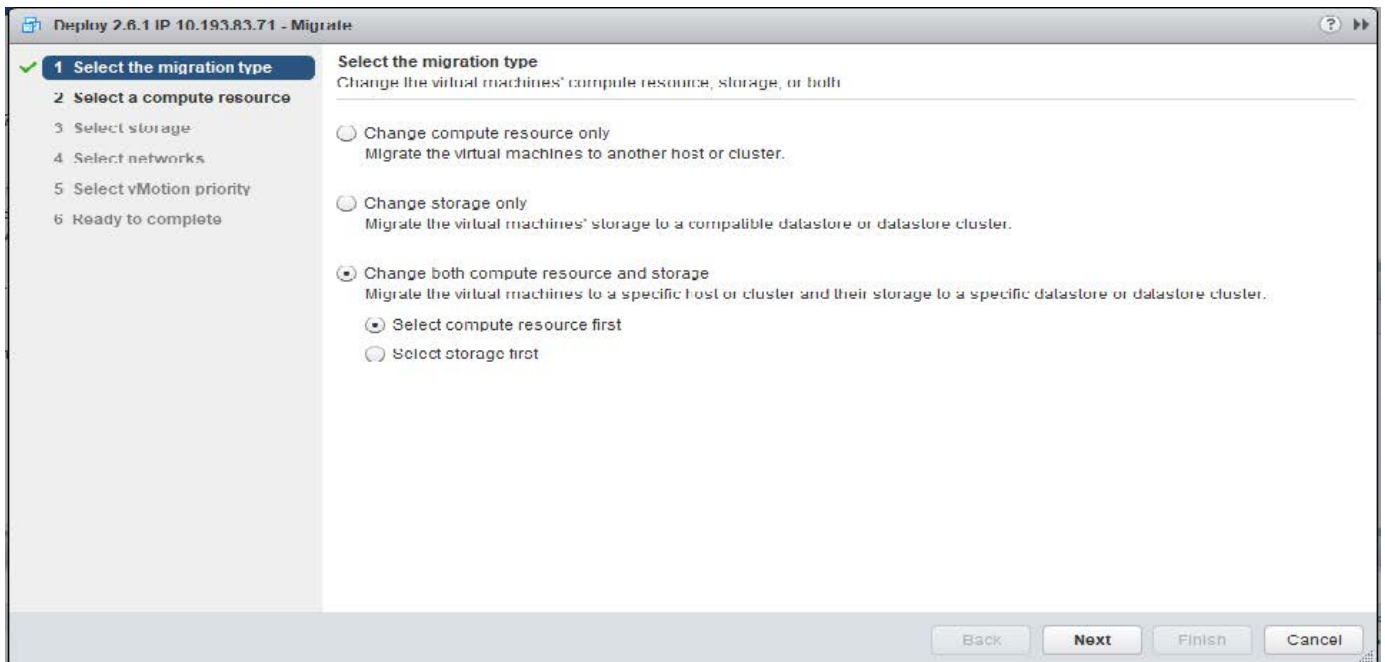 Deploy 2.6.1 IP 10.193.83.71 - Migrate
1 Select the migration type
2 Select a compute resource
3 Select storage
4 Select networks
5 Select vMotion priority
6 Ready to complete
Select the migration type
Change the virtual machines' compute resource, storage, or both
Change compute resource only
Migrate the virtual machines to another host or cluster.
Change storage only
Migrate the virtual machines' storage to a compatible datastore or datastore cluster.
Change both compute resource and storage
Migrate the virtual machines to a specific host or cluster and their storage to a specific datastore or datastore cluster.
Select compute resource first
Select storage first
Back Next Finish Cancel